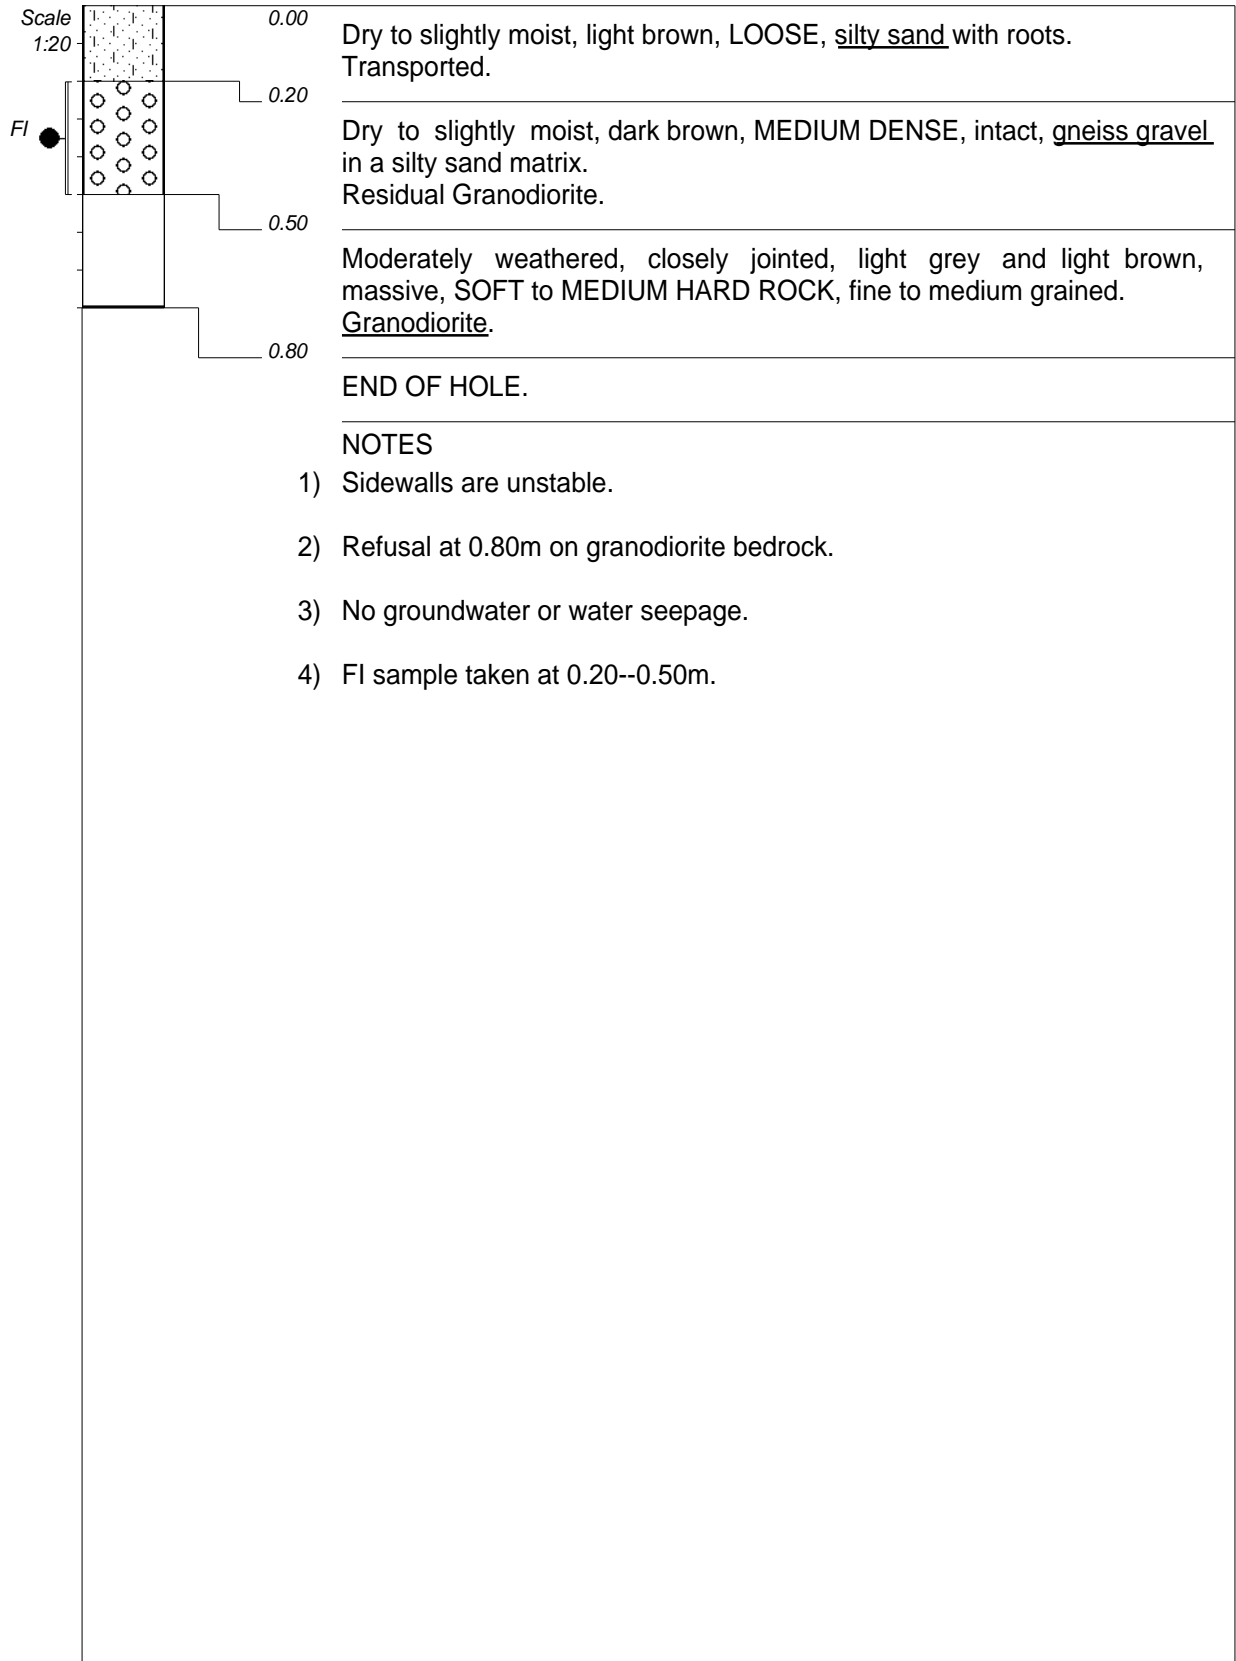 Scale
1:20
0.00
Dry to slightly moist, light brown, LOOSE, silty sand with roots.
Transported.
0.20
FI
Dry to slightly moist, dark brown, MEDIUM DENSE, intact, gneiss gravel
in a silty sand matrix.
Residual Granodiorite.
0.50
Moderately weathered, closely jointed, light grey and light brown,
massive, SOFT to MEDIUM HARD ROCK, fine to medium grained.
Granodiorite.
0.80
END OF HOLE.
NOTES
1) Sidewalls are unstable.
2) Refusal at 0.80m on granodiorite bedrock.
3) No groundwater or water seepage.
4) FI sample taken at 0.20--0.50m.